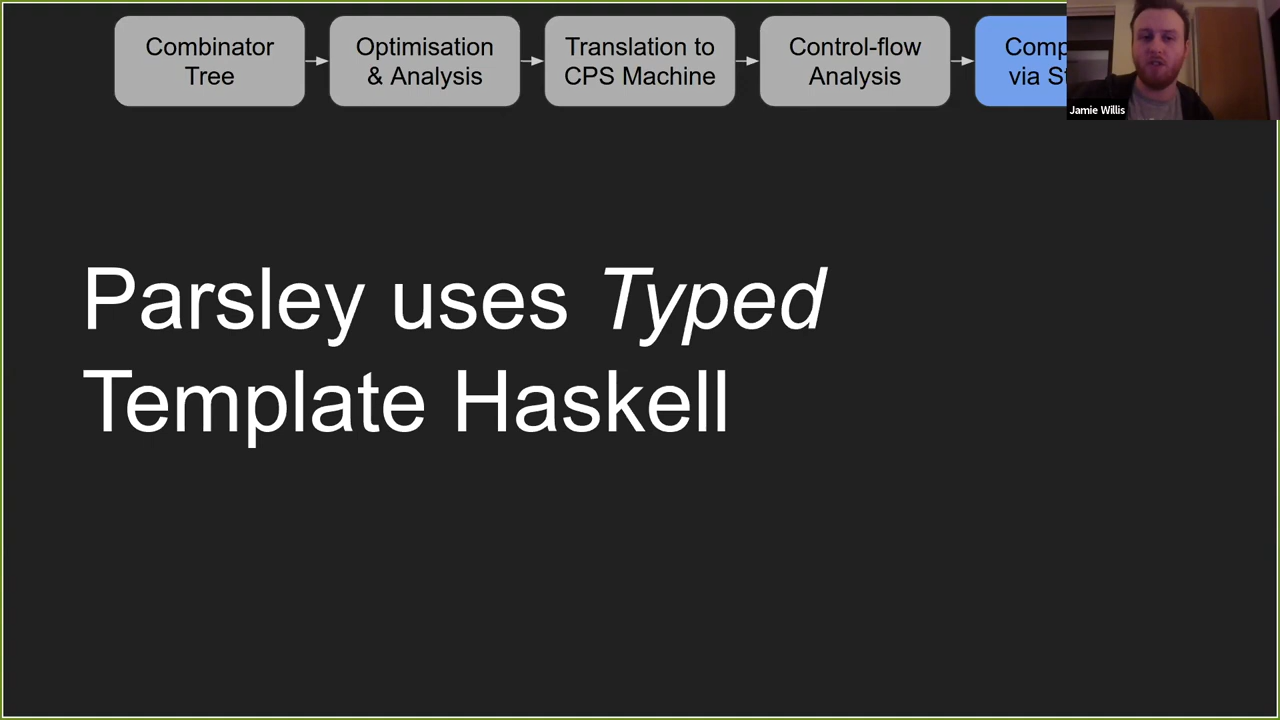 Combinator
Tree
Optimisation
& Analysis
Translation to
CPS Machine
Control-flow
Analysis
via
Jamie Willis
Parsley uses Typed
Template Haskell